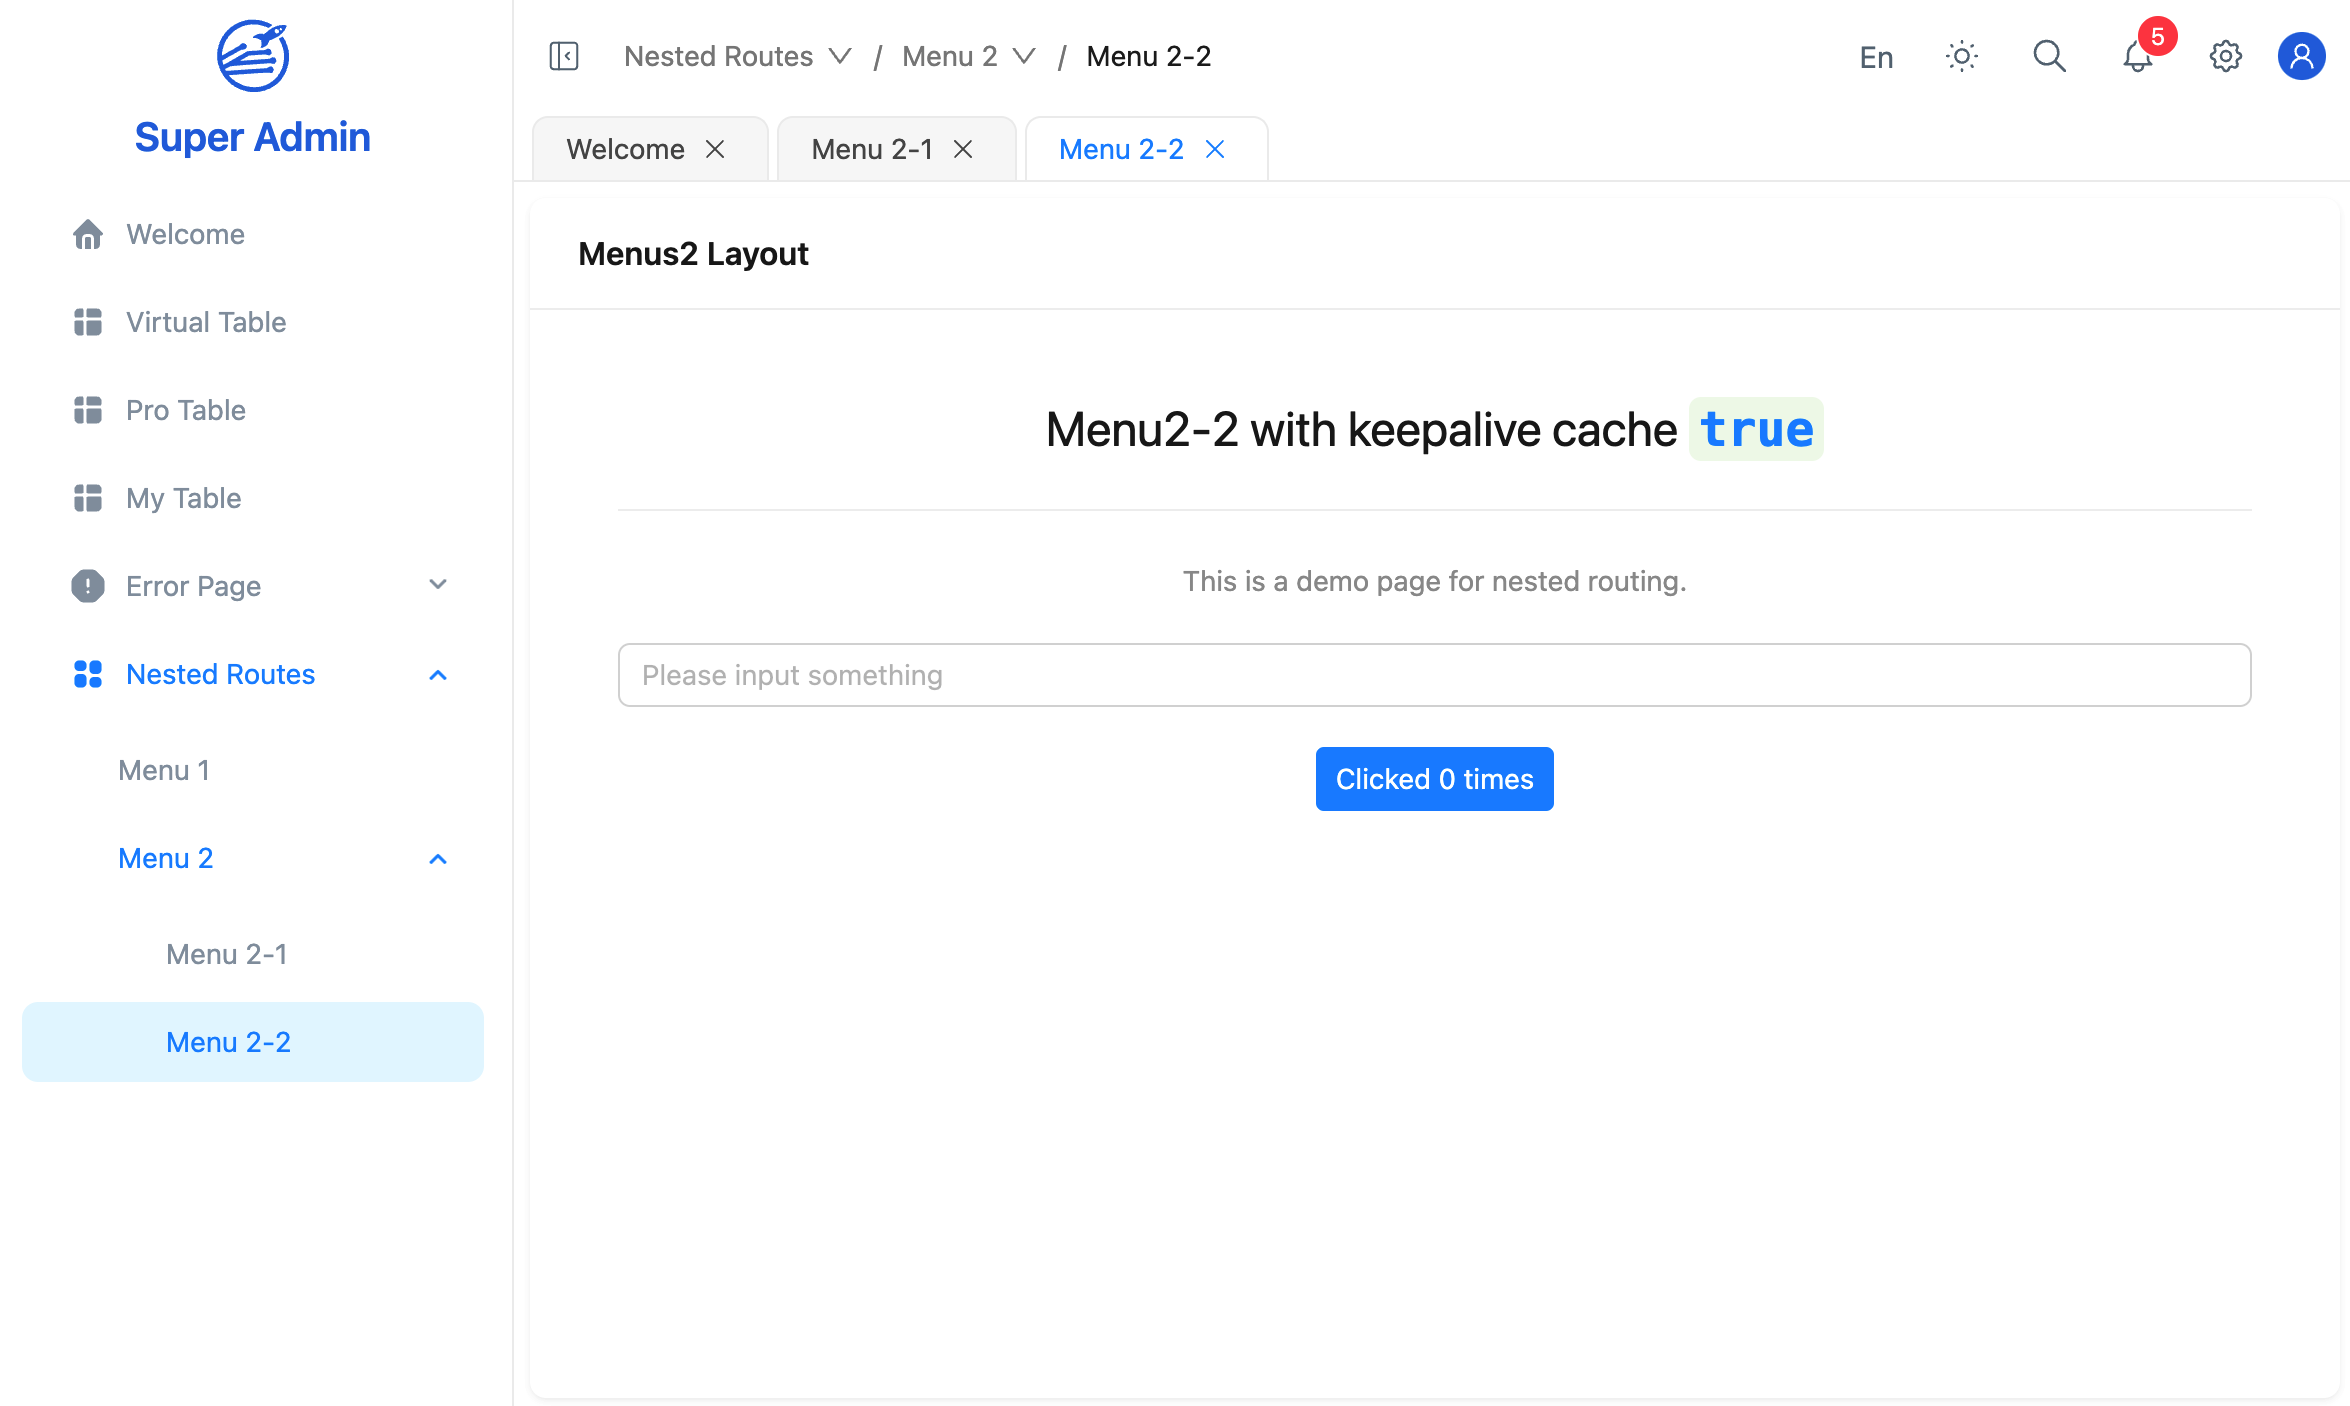 Super Admin
Welcome
Virtual Table
Pro Table
My Table
Error Page
Nested Routes
Menu 1
Menu 2
Menu 2-1
Menu 2-2
Nested Routes / Menu 2 / Menu 2-2
En
5
Welcome
Menu 2-1
Menu 2-2
Menus2 Layout
Menu2-2 with keepalive cache true
This is a demo page for nested routing.
Please input something
Clicked 0 times